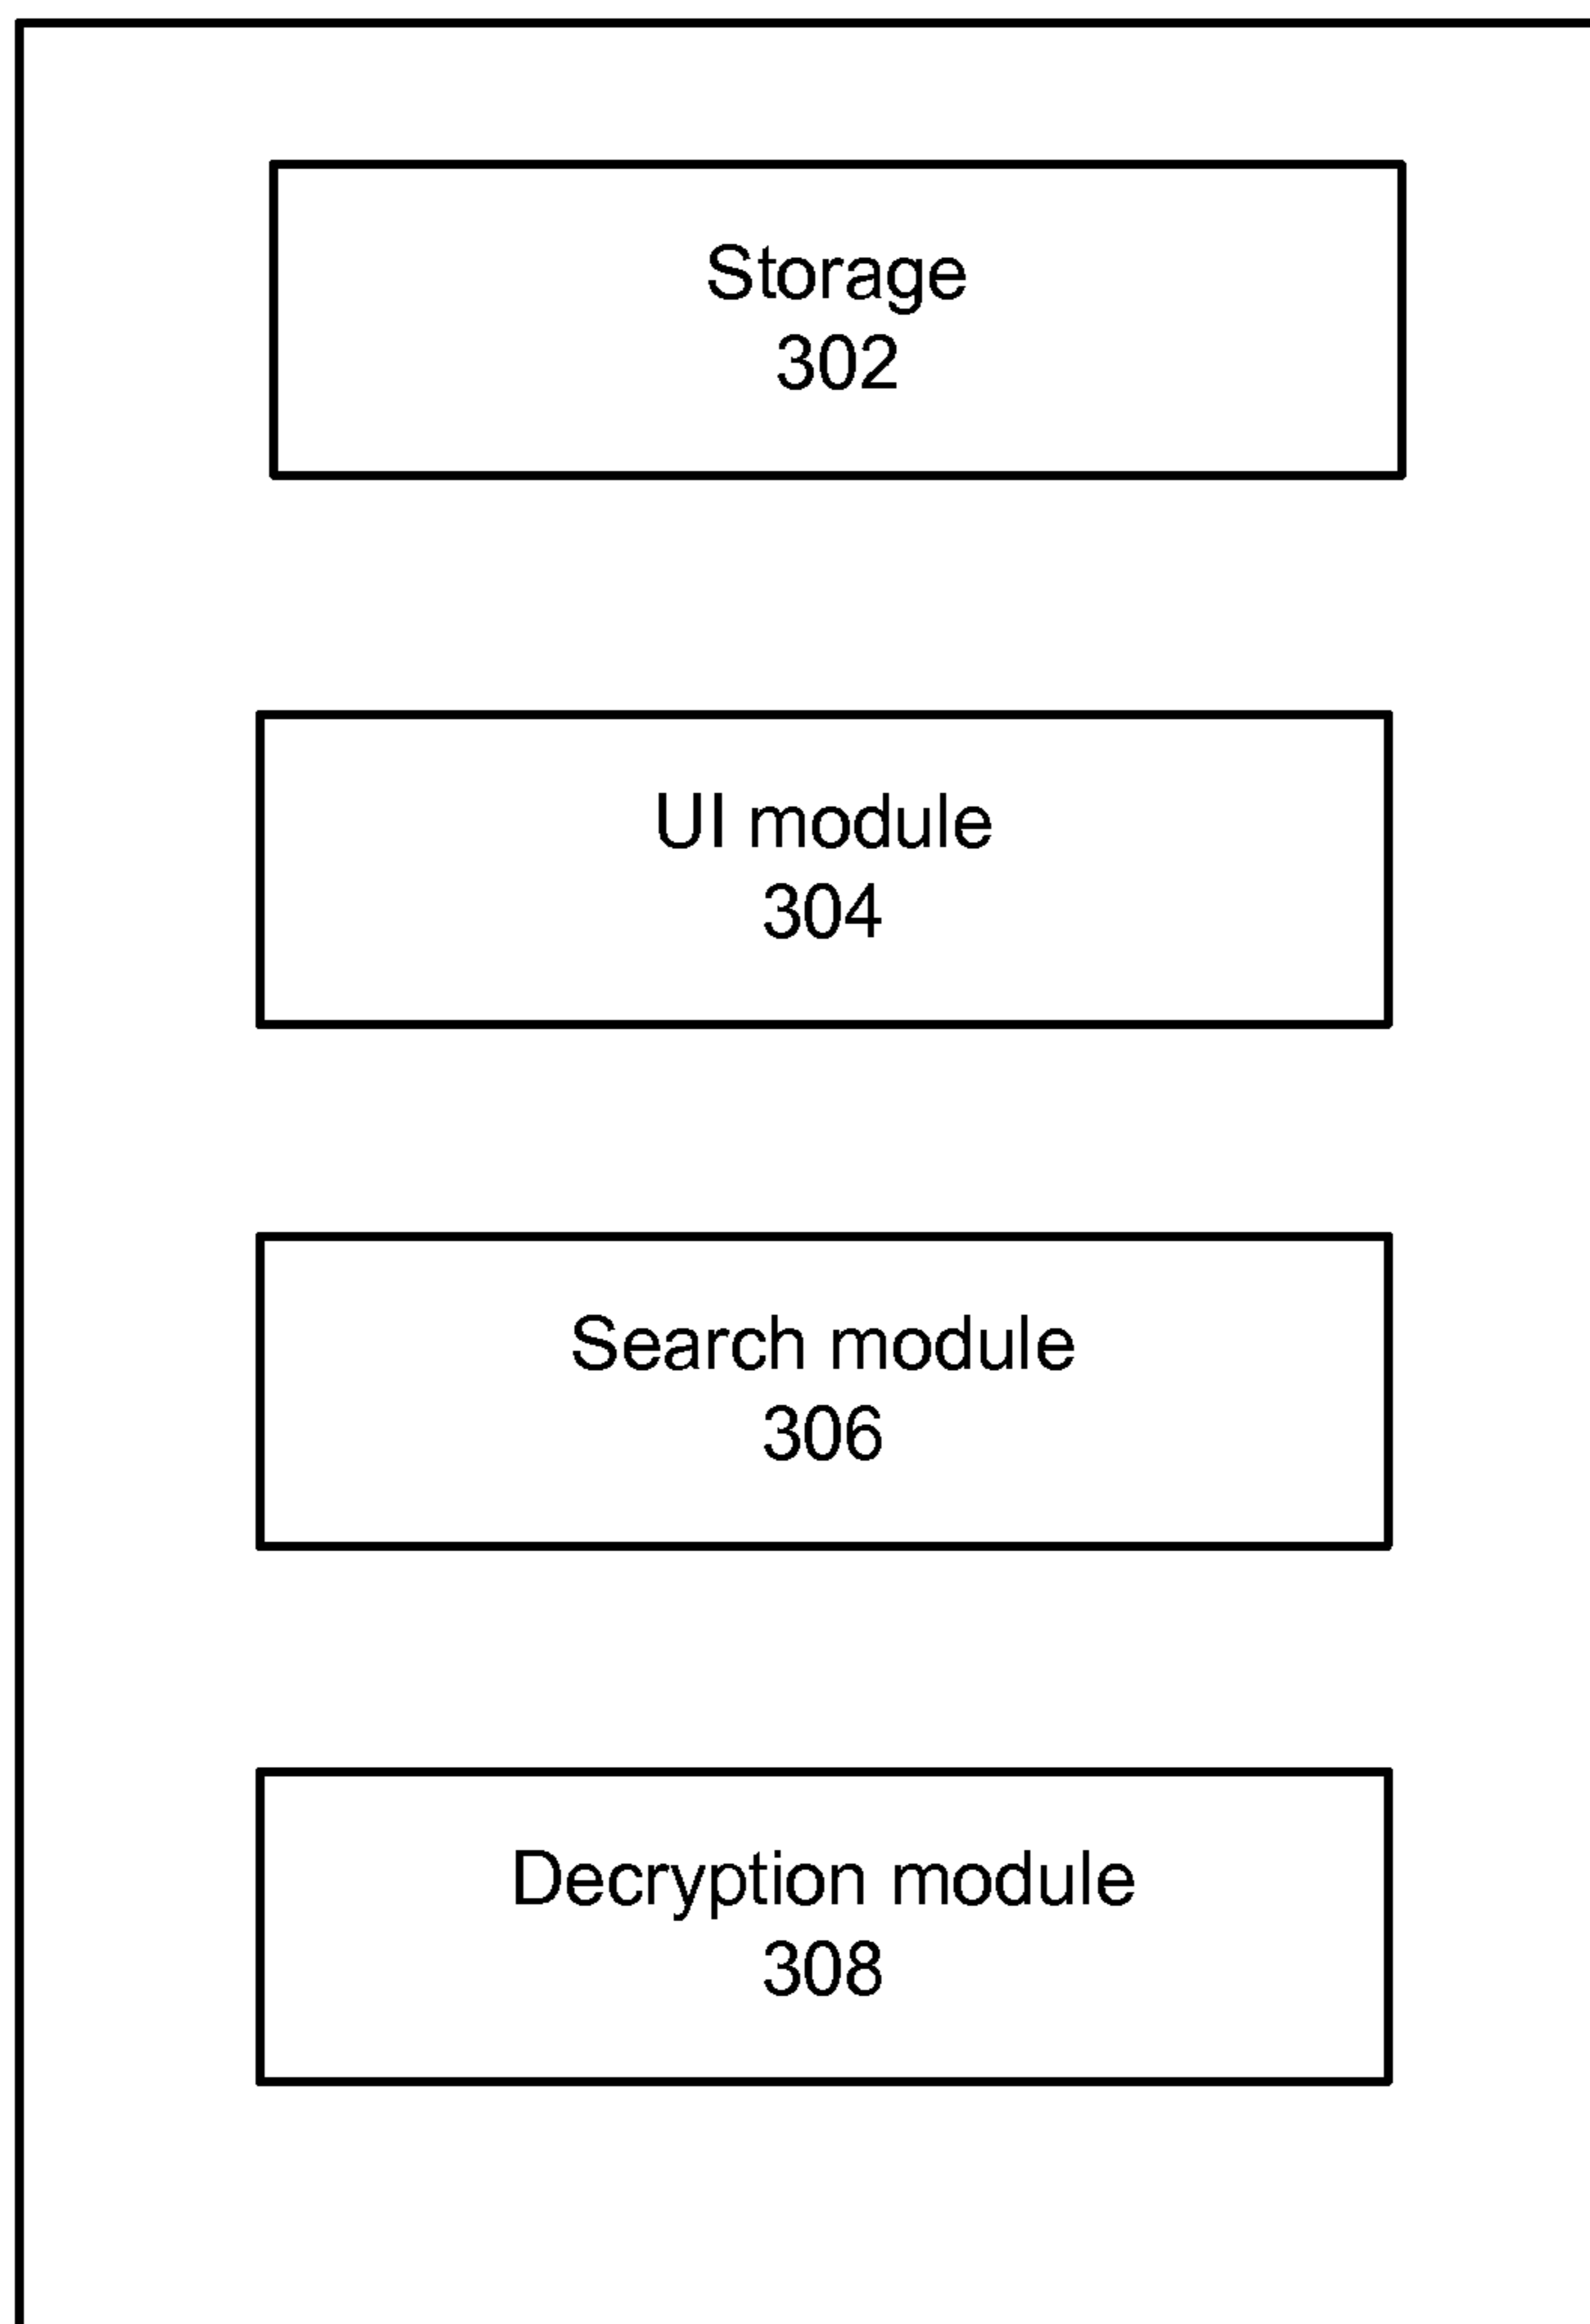 Storage
302
UI module
304
Search module
306
Decryption module
308